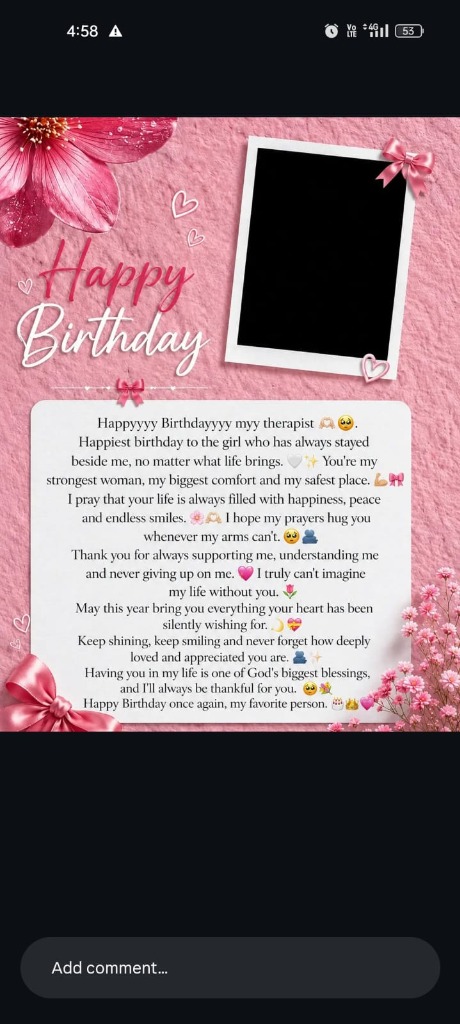 4:58
Vo LTE 4G 53
Happy
Birthday
Happyyyy Birthdayyyy myy therapist 🫶🏻🥹.
Happiest birthday to the girl who has always stayed
beside me, no matter what life brings. 🤍✨ You're my
strongest woman, my biggest comfort and my safest place. 💪🏻🎀
I pray that your life is always filled with happiness, peace
and endless smiles. 🌸🫶🏻 I hope my prayers hug you
whenever my arms can't. 🥹🫂
Thank you for always supporting me, understanding me
and never giving up on me. 💗 I truly can't imagine
my life without you. 🌷
May this year bring you everything your heart has been
silently wishing for. 🌙💝
Keep shining, keep smiling and never forget how deeply
loved and appreciated you are. 🫂✨
Having you in my life is one of God's biggest blessings,
and I'll always be thankful for you. 🥹💐
Happy Birthday once again, my favorite person. 🎂👑💗
Add comment...